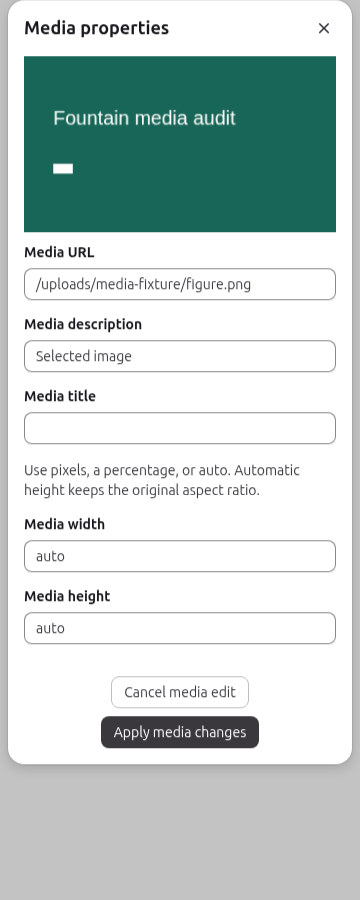 Media properties
Fountain media audit
Media URL
/uploads/media-fixture/figure.png
Media description
Selected image
Media title
Use pixels, a percentage, or auto. Automatic
height keeps the original aspect ratio.
Media width
auto
Media height
auto
Cancel media edit
Apply media changes